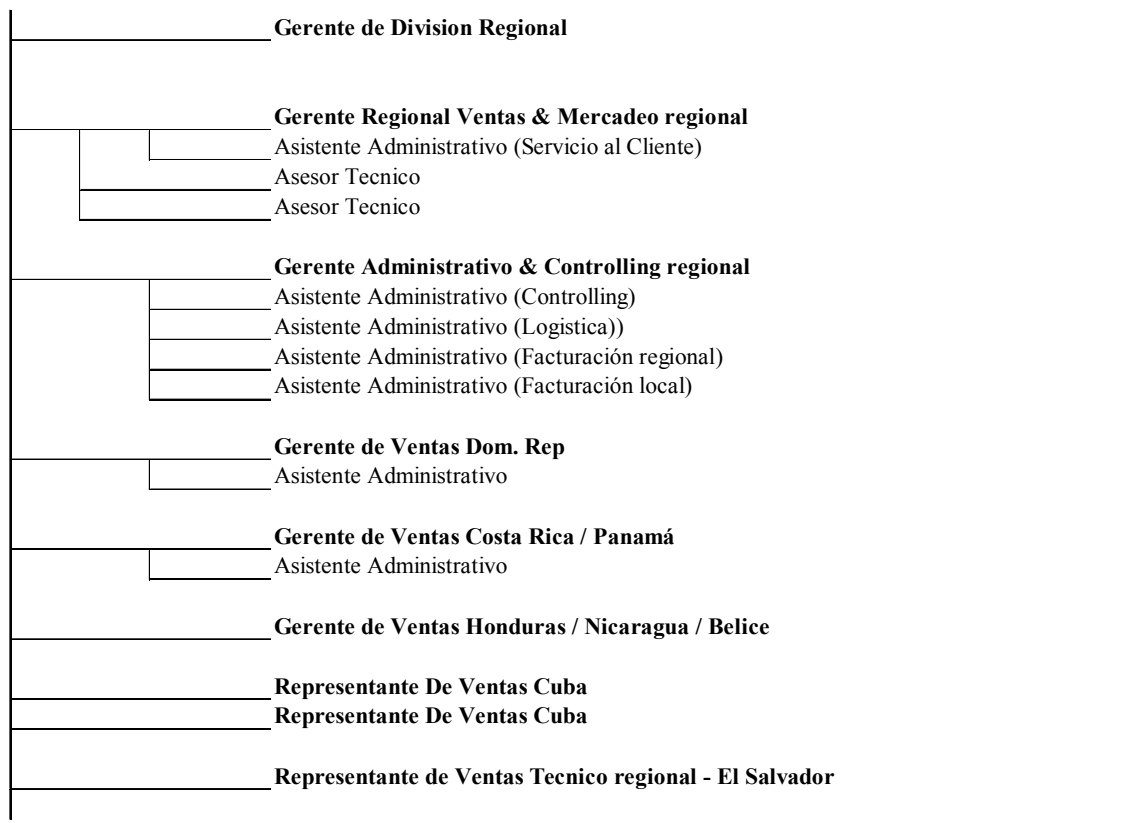 Gerente de Division Regional
Gerente Regional Ventas & Mercadeo regional
Asistente Administrativo (Servicio al Cliente)
Asesor Tecnico
Asesor Tecnico
Gerente Administrativo & Controlling regional
Asistente Administrativo (Controlling)
Asistente Administrativo (Logistica))
Asistente Administrativo (Facturación regional)
Asistente Administrativo (Facturación local)
Gerente de Ventas Dom. Rep
Asistente Administrativo
Gerente de Ventas Costa Rica / Panamá
Asistente Administrativo
Gerente de Ventas Honduras / Nicaragua / Belice
Representante De Ventas Cuba
Representante De Ventas Cuba
Representante de Ventas Tecnico regional - El Salvador